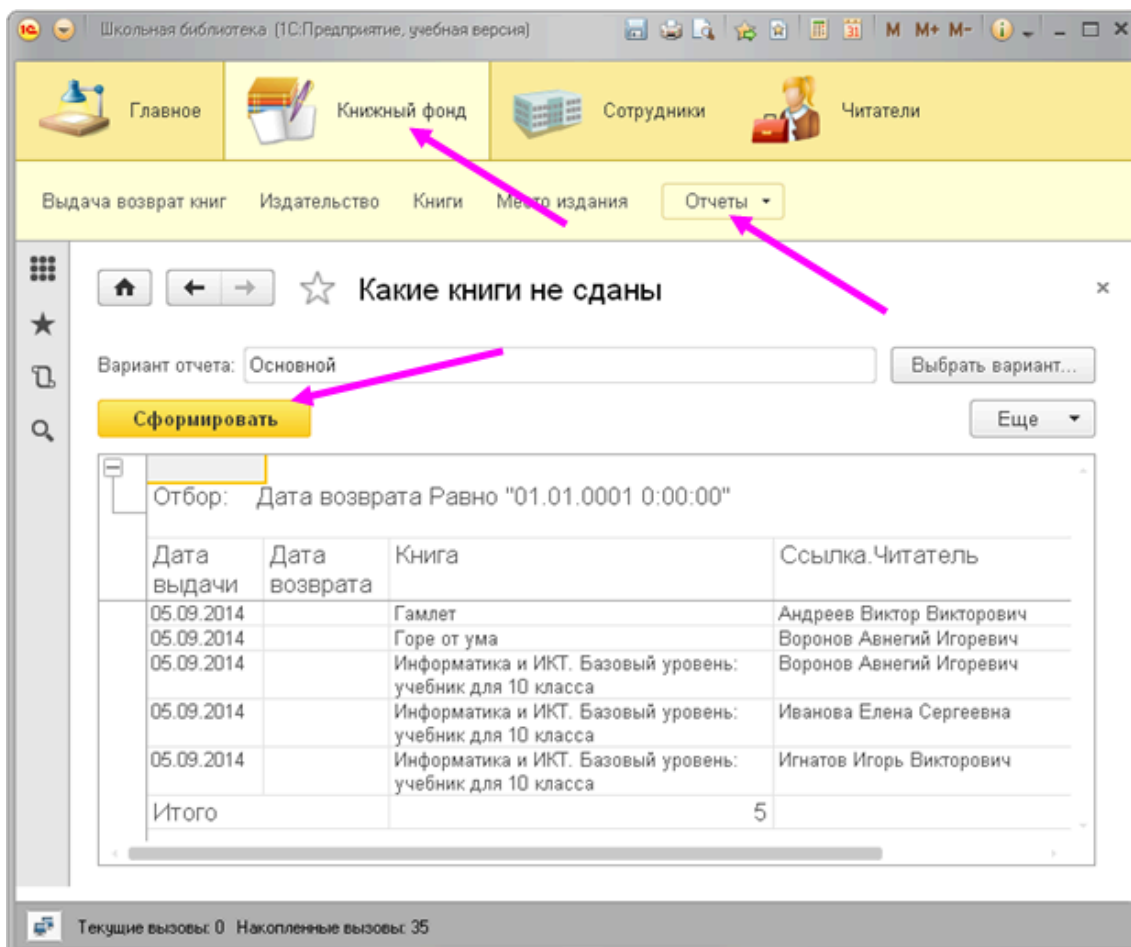 1С Школьная библиотека (1С:Предприятие, учебная версия) 31 M M+ M-
Главное Книжный фонд Сотрудники Читатели
Выдача возврат книг Издательство Книги Место издания Отчеты
Какие книги не сданы
Вариант отчета: Основной Выбрать вариант...
Сформировать Еще
Отбор: Дата возврата Равно "01.01.0001 0:00:00"
Дата Дата Книга Ссылка.Читатель
выдачи возврата
05.09.2014 Гамлет Андреев Виктор Викторович
05.09.2014 Горе от ума Воронов Авнегий Игоревич
05.09.2014 Информатика и ИКТ. Базовый уровень: Воронов Авнегий Игоревич
учебник для 10 класса
05.09.2014 Информатика и ИКТ. Базовый уровень: Иванова Елена Сергеевна
учебник для 10 класса
05.09.2014 Информатика и ИКТ. Базовый уровень: Игнатов Игорь Викторович
учебник для 10 класса
Итого 5
Текущие вызовы: 0 Накопленные вызовы: 35